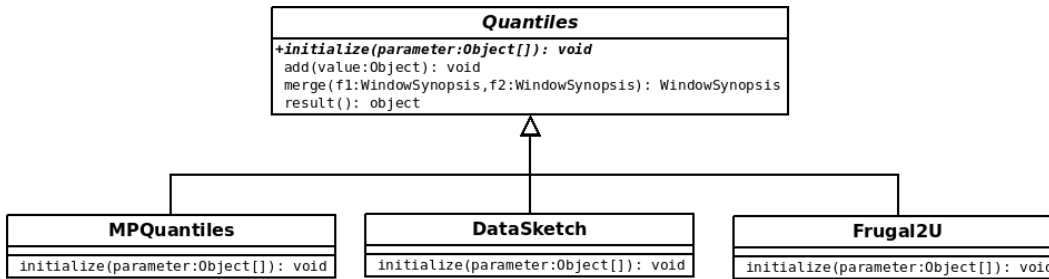 Quantiles
+initialize(parameter:Object[]): void
add(value:Object): void
merge(f1:WindowSynopsis,f2:WindowSynopsis): WindowSynopsis
result(): object
MPQuantiles
initialize(parameter:Object[]): void
DataSketch
initialize(parameter:Object[]): void
Frugal2U
initialize(parameter:Object[]): void